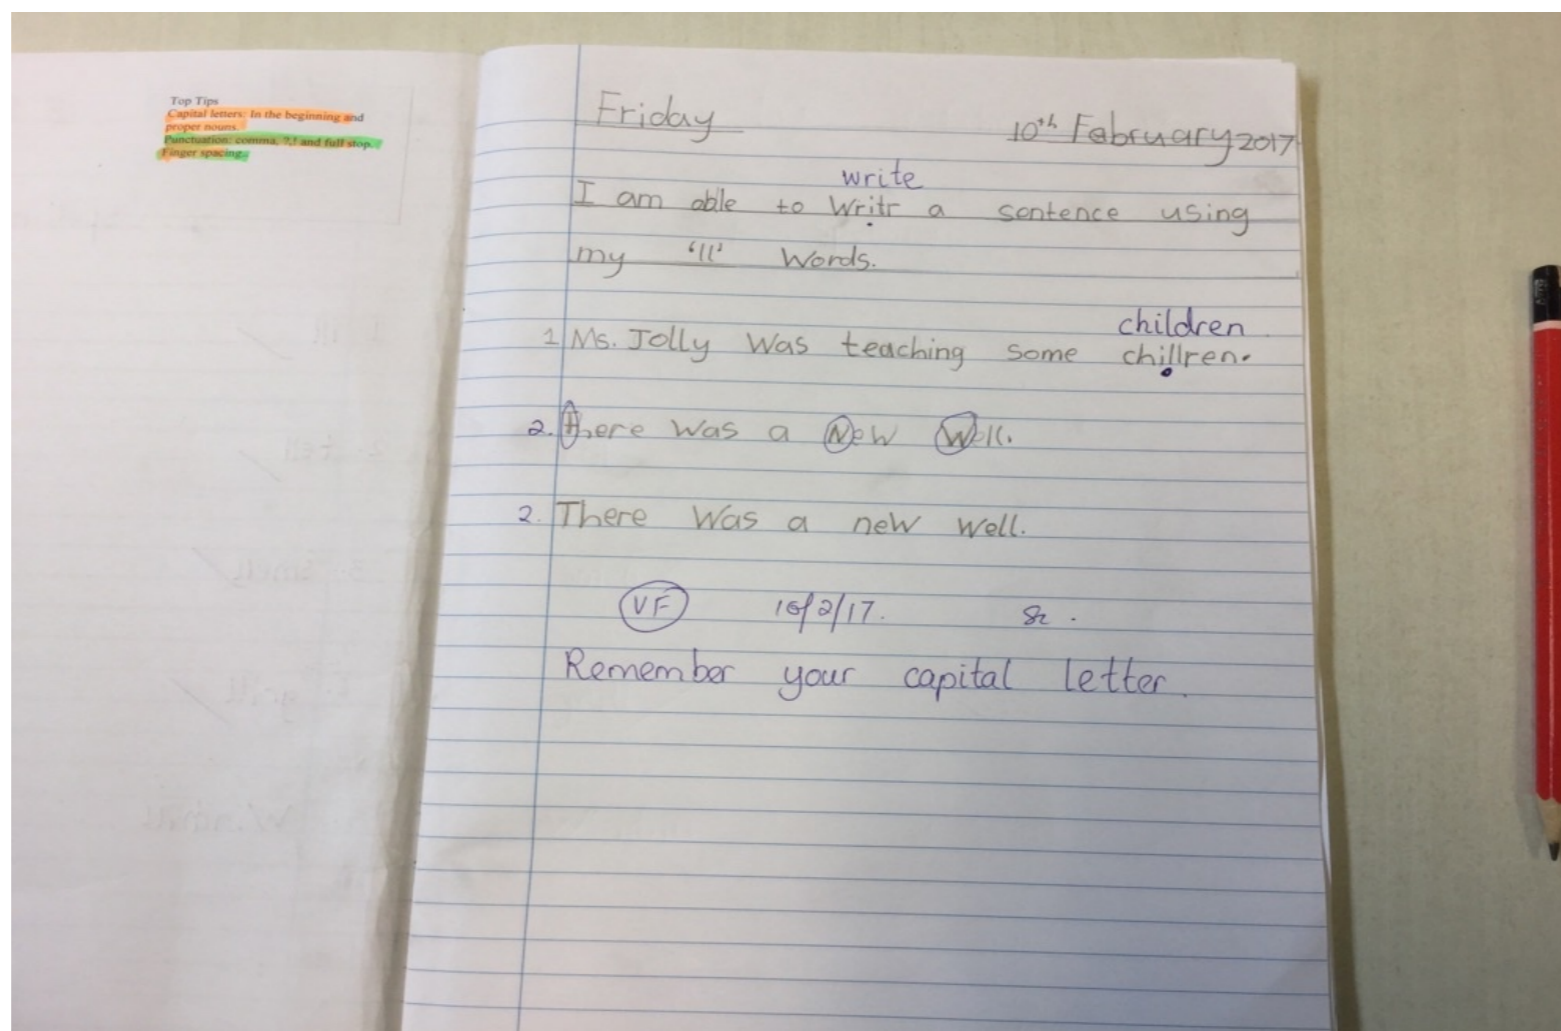 Top Tips
Capital letters: In the beginning and
proper nouns.
Punctuation: comma, ?,! and full stop.
Finger spacing.
Friday 10th February 2017
write
I am able to writr a sentence using
my 'll' words.
children
1 Ms. Jolly was teaching some chillren.
2. there was a New Well.
2. There was a new well.
VF 10/2/17.
Remember your capital letter.